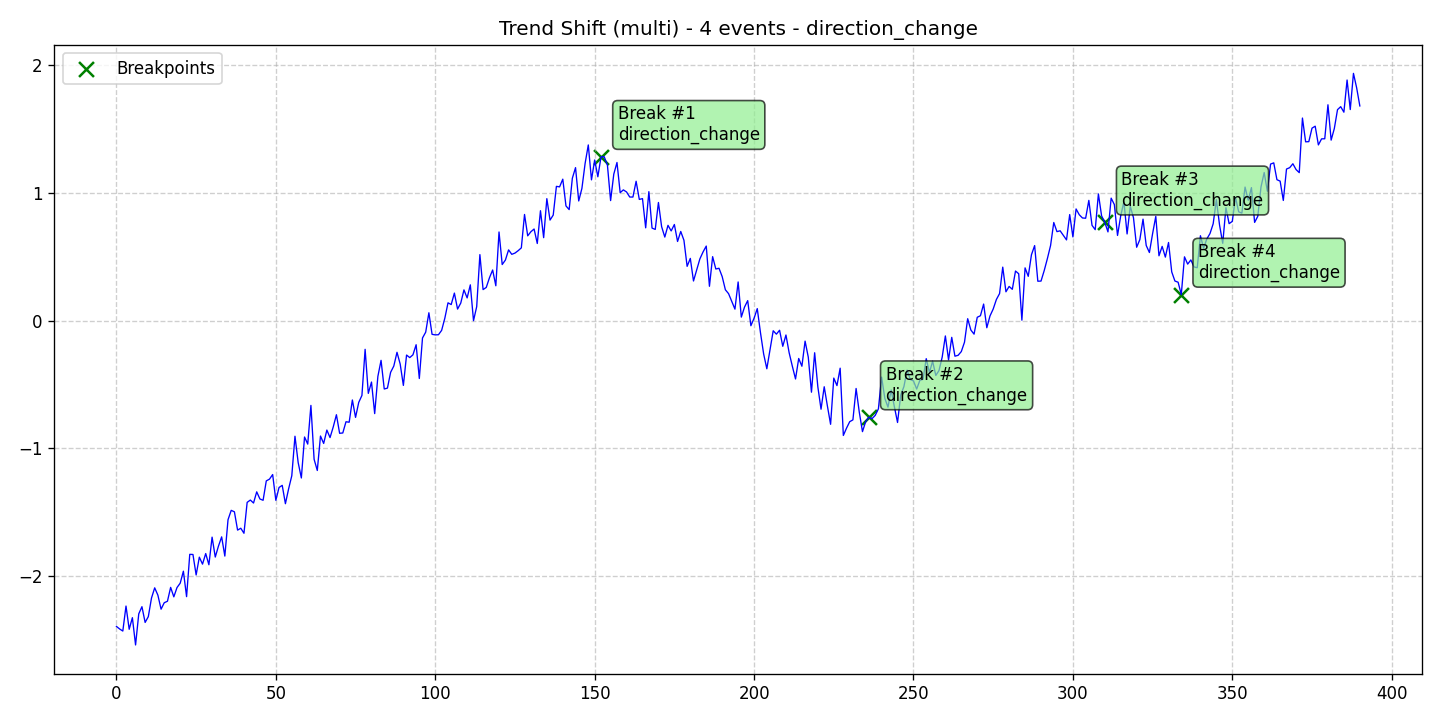 Trend Shift (multi) - 4 events - direction_change
Breakpoints
Break #1
direction_change
Break #3
direction_change
Break #4
direction_change
Break #2
direction_change
2
1
0
−1
−2
0
50
100
150
200
250
300
350
400